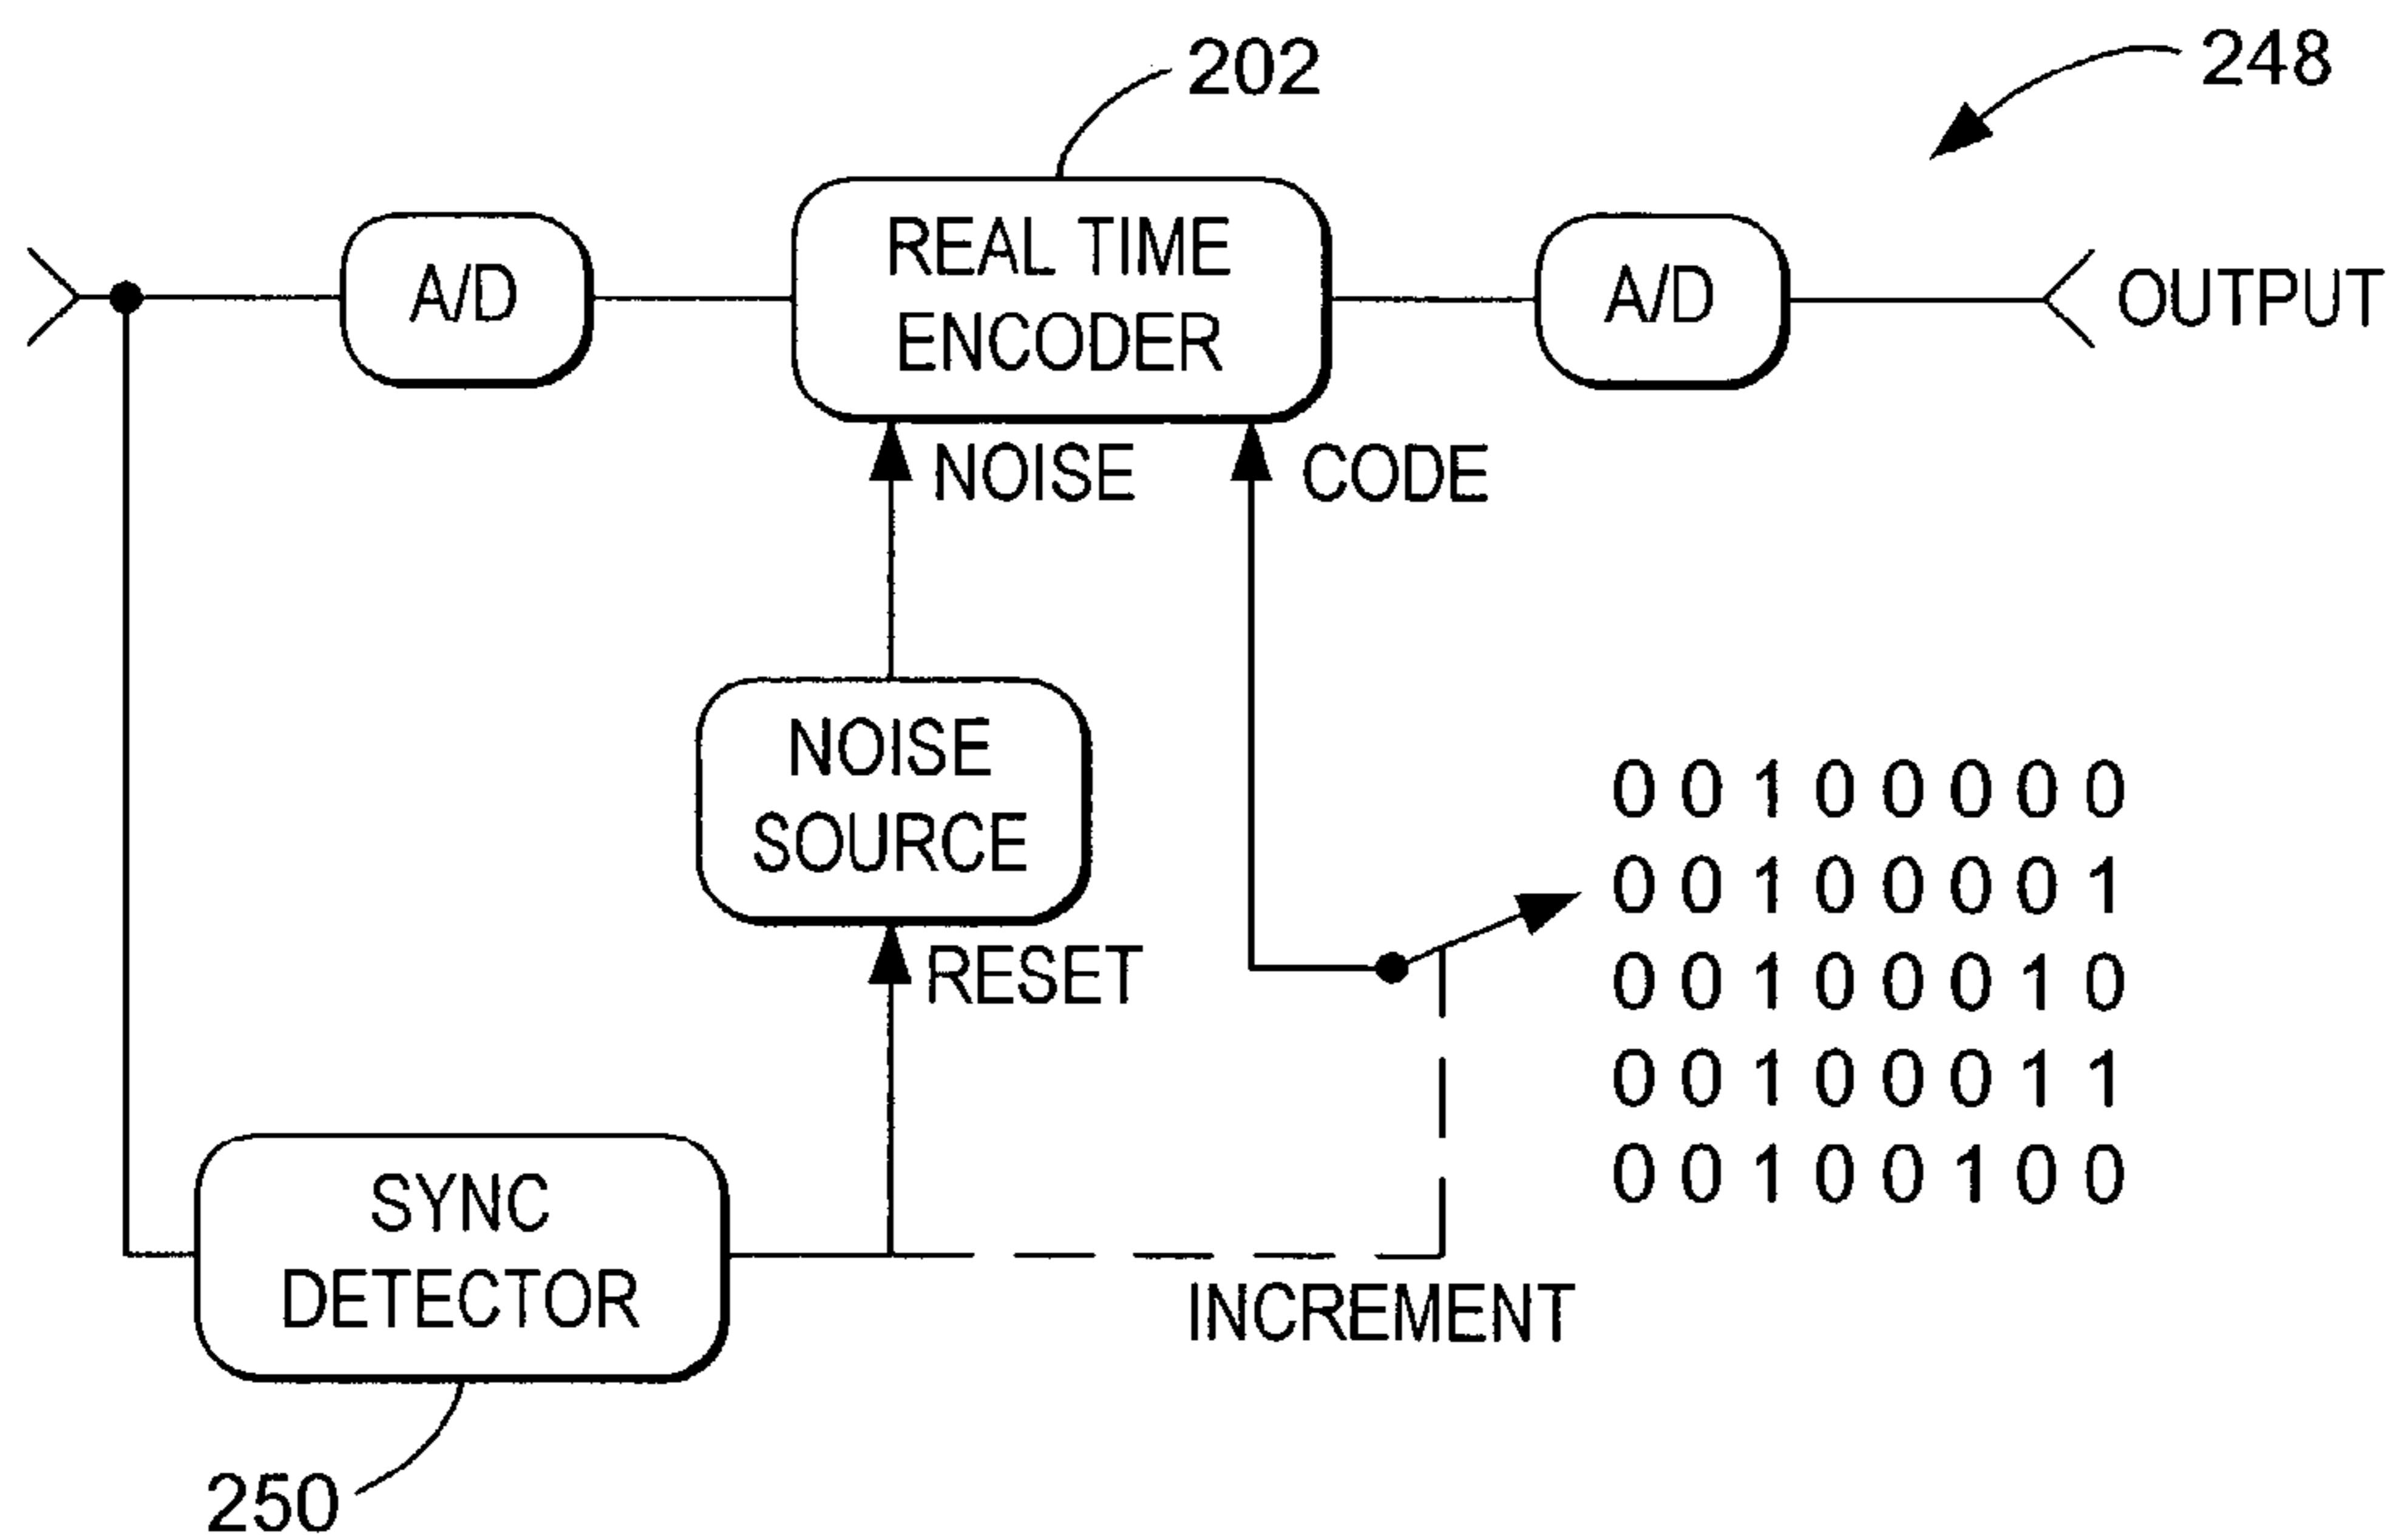 202
248
A/D
REAL TIME
ENCODER
A/D
OUTPUT
NOISE
CODE
NOISE
SOURCE
RESET
0 0 1 0 0 0 0 0
0 0 1 0 0 0 0 1
0 0 1 0 0 0 1 0
0 0 1 0 0 0 1 1
0 0 1 0 0 1 0 0
SYNC
DETECTOR
INCREMENT
250